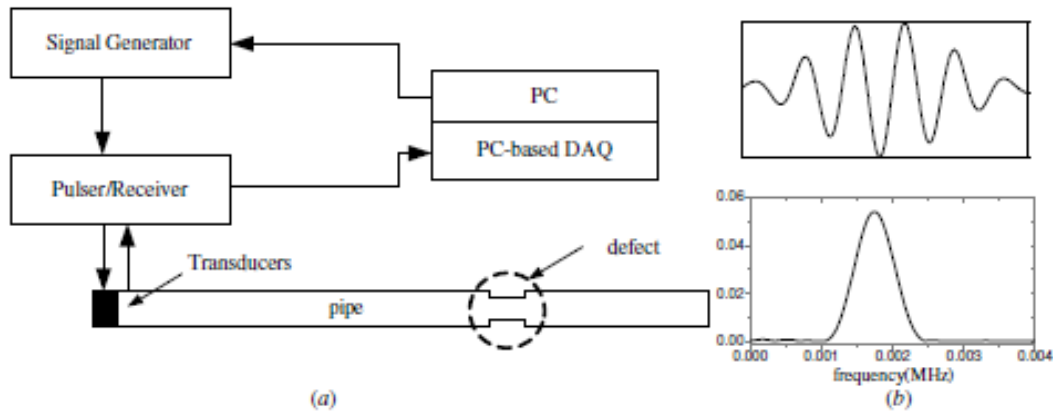 Signal Generator
PC
PC-based DAQ
Pulser/Receiver
Transducers
defect
pipe
(a)
0.06
0.04
0.02
0.00
0.000 0.001 0.002 0.003 0.004
frequency(MHz)
(b)